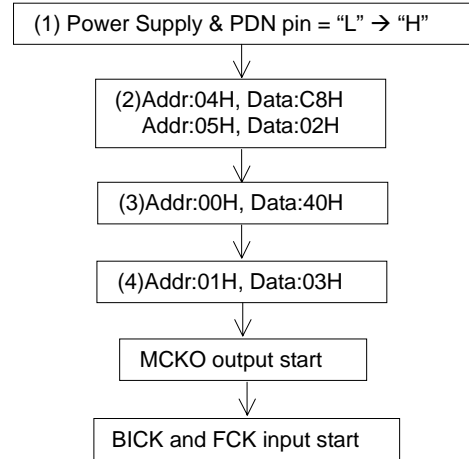 (1) Power Supply & PDN pin = “L” → “H”
(2)Addr:04H, Data:C8H
Addr:05H, Data:02H
(3)Addr:00H, Data:40H
(4)Addr:01H, Data:03H
MCKO output start
BICK and FCK input start